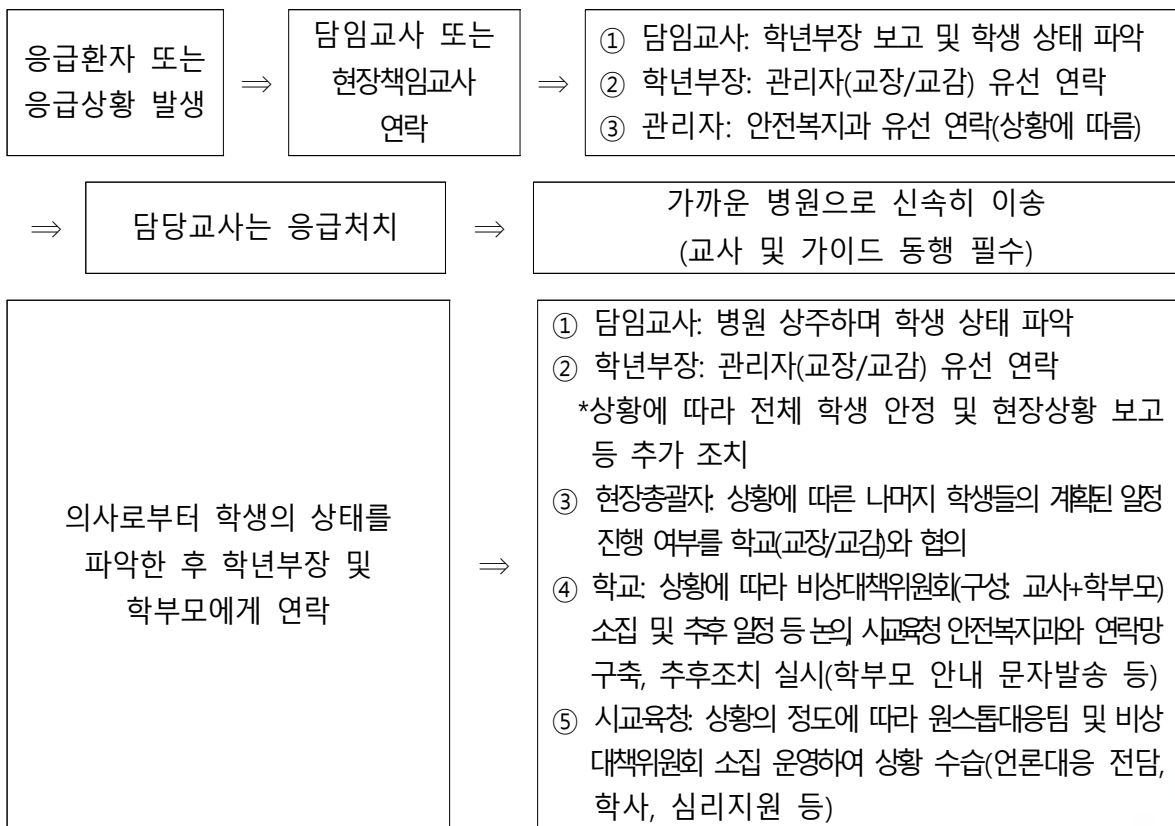 응급환자 또는
응급상황 발생
⇒
담임교사 또는
현장책임교사
연락
⇒
① 담임교사: 학년부장 보고 및 학생 상태 파악
② 학년부장: 관리자(교장/교감) 유선 연락
③ 관리자: 안전복지과 유선 연락(상황에 따름)
⇒
담당교사는 응급처치
⇒
가까운 병원으로 신속히 이송
(교사 및 가이드 동행 필수)
의사로부터 학생의 상태를
파악한 후 학년부장 및
학부모에게 연락
⇒
① 담임교사: 병원 상주하며 학생 상태 파악
② 학년부장: 관리자(교장/교감) 유선 연락
*상황에 따라 전체 학생 안정 및 현장상황 보고
등 추가 조치
③ 현장총괄자: 상황에 따른 나머지 학생들의 계획된 일정
진행 여부를 학교(교장/교감)와 협의
④ 학교: 상황에 따라 비상대책위원회(구성: 교사+학부모)
소집 및 추후 일정 등 논의, 시교육청 안전복지과와 연락망
구축, 추후조치 실시(학부모 안내 문자발송 등)
⑤ 시교육청: 상황의 정도에 따라 원스톱대응팀 및 비상
대책위원회 소집 운영하여 상황 수습(언론대응 전담,
학사, 심리지원 등)